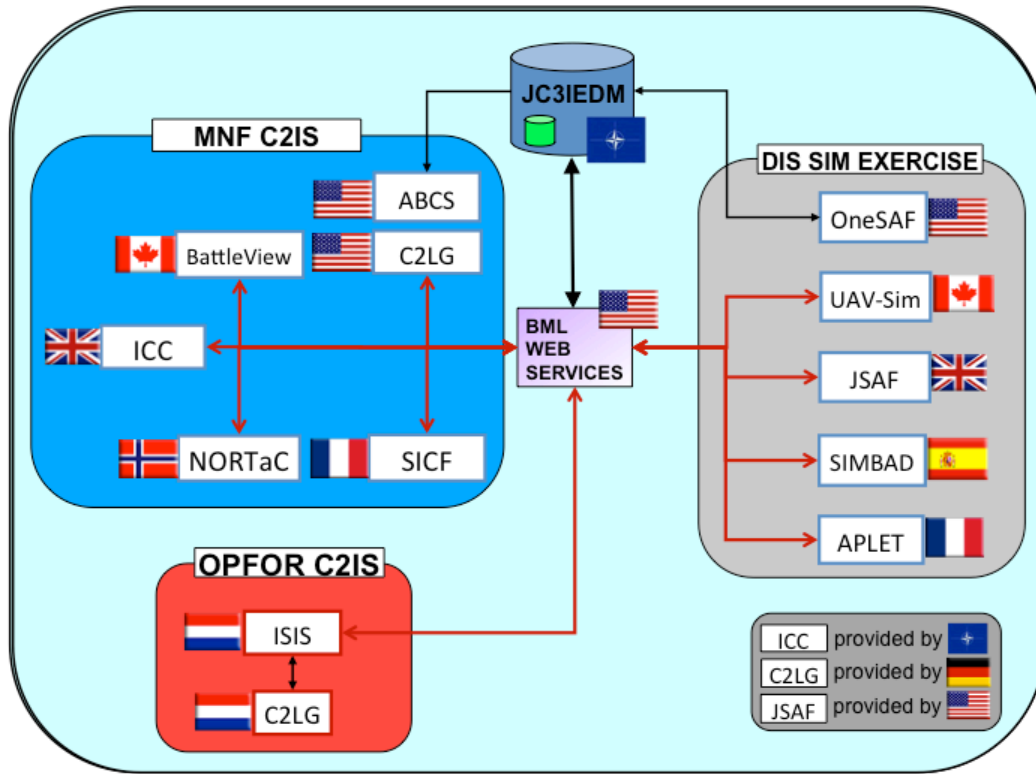 JC3IEDM
MNF C2IS
ABCS
BattleView
C2LG
ICC
NORTaC
SICF
BML
WEB
SERVICES
DIS SIM EXERCISE
OneSAF
UAV-Sim
JSAF
SIMBAD
APLET
OPFOR C2IS
ISIS
C2LG
ICC provided by
C2LG provided by
JSAF provided by